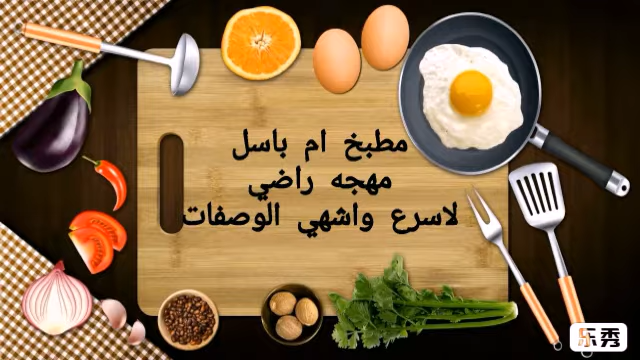 مطبخ ام باسل
مهجه راضي
لاسرع واشهي الوصفات
乐秀